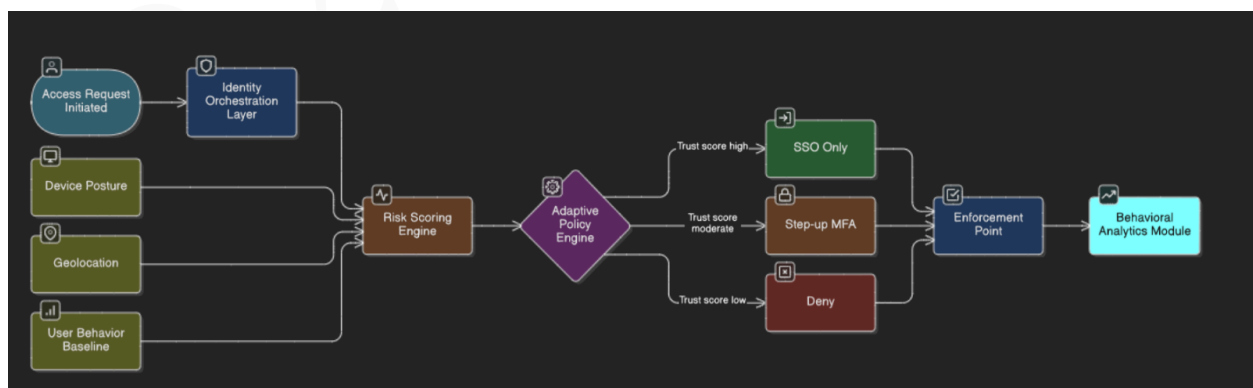 Access Request
Initiated
Identity
Orchestration
Layer
Device Posture
Geolocation
User Behavior
Baseline
Risk Scoring
Engine
Adaptive
Policy
Engine
Trust score high
Trust score
moderate
Trust score low
SSO Only
Step-up MFA
Deny
Enforcement
Point
Behavioral
Analytics Module